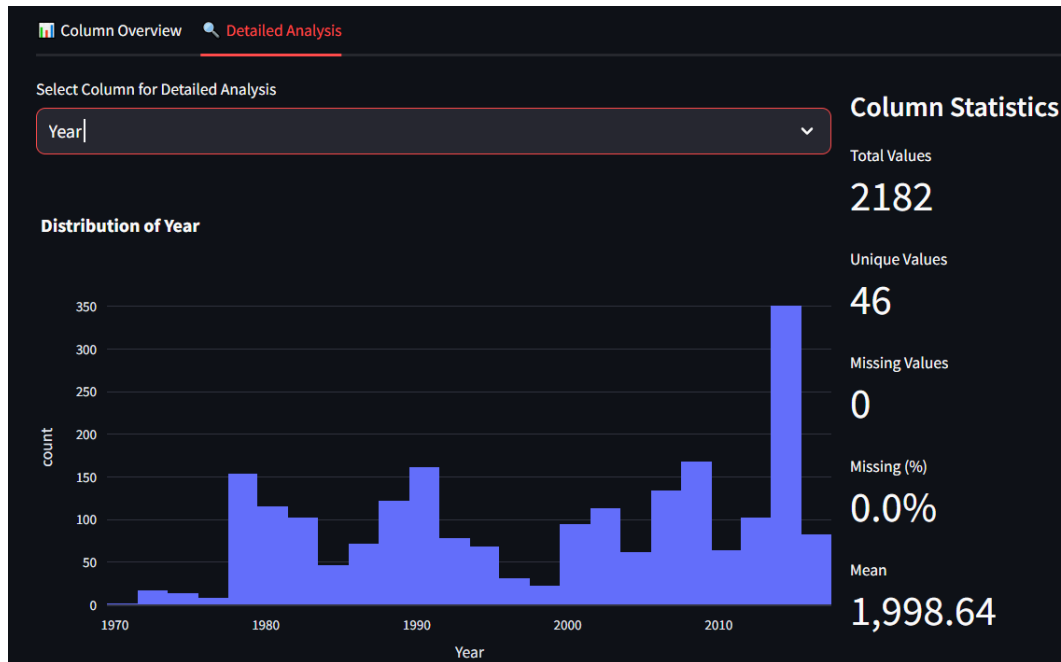 📊 Column Overview 🔍 Detailed Analysis
Select Column for Detailed Analysis
Year
Distribution of Year
350
300
250
200
150
100
50
0
count
1970 1980 1990 2000 2010
Year
Column Statistics
Total Values
2182
Unique Values
46
Missing Values
0
Missing (%)
0.0%
Mean
1,998.64